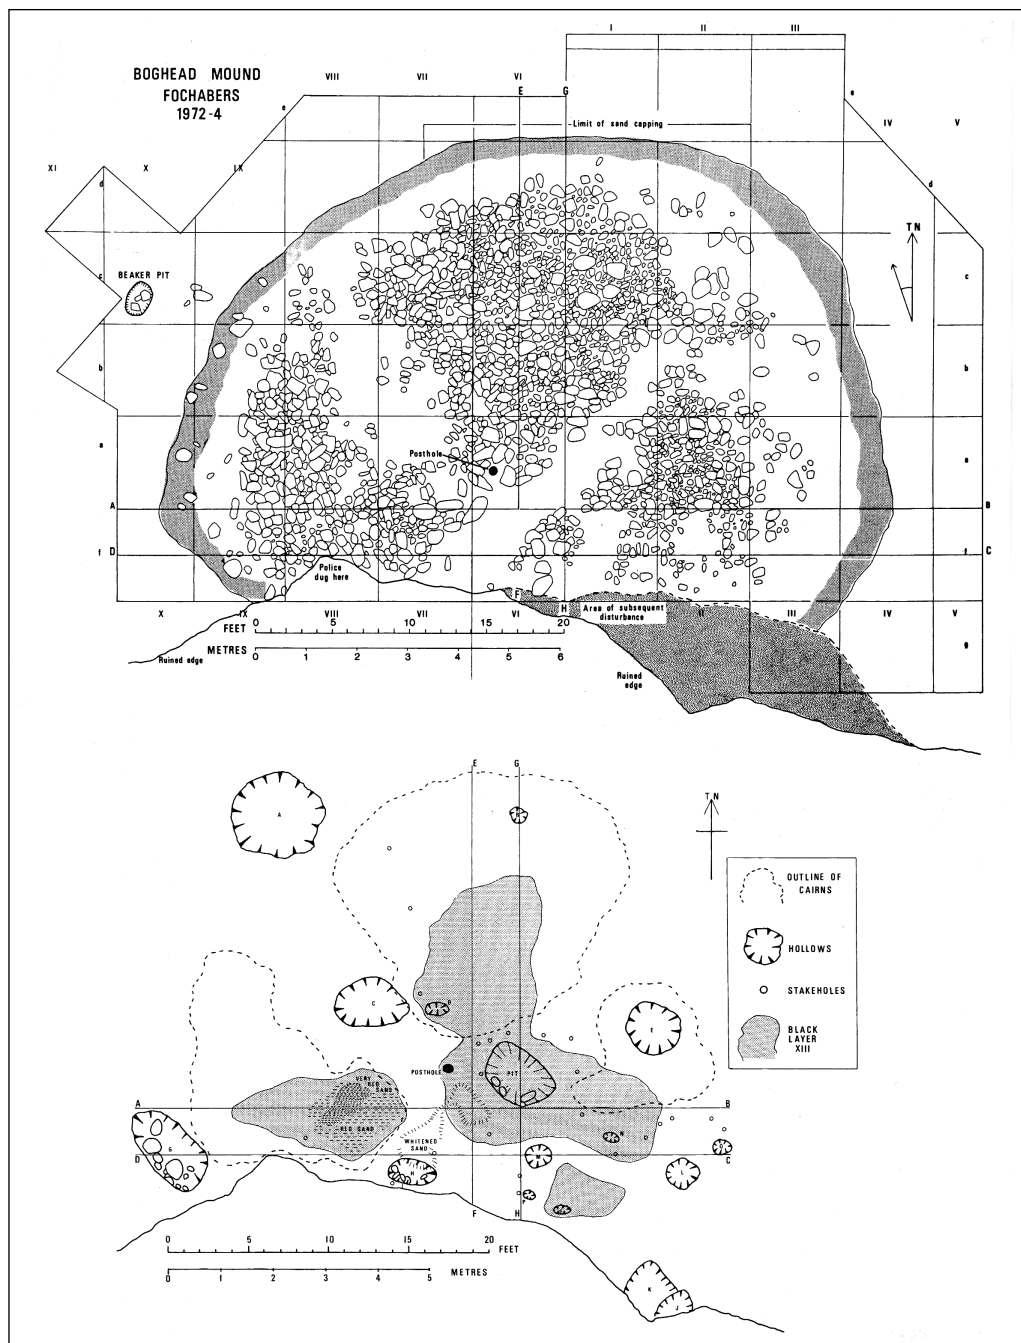 I II III
BOGHEAD MOUND
FOCHABERS
1972-4
VIII VII VI
E G
e e
Limit of sand capping
IV V
XI X IX
d d
TN
BEAKER PIT
c c
b b
a a
Posthole
A B
f D f C
Police
dug here
F H
Area of subsequent
disturbance
X IX VIII VII VI II III IV V
FEET
0 5 10 15 20
METRES
0 1 2 3 4 5 6
g
Ruined edge
Ruined
edge
E G
TN
A
OUTLINE OF
CAIRNS
HOLLOWS
STAKEHOLES
BLACK
LAYER
XIII
C
E
POSTHOLE
PIT
VERY
RED
SAND
A B
RED SAND
WHITENED
SAND
G
D C
H M L
F H
0 5 10 15 20
FEET
0 1 2 3 4 5
METRES
K
J